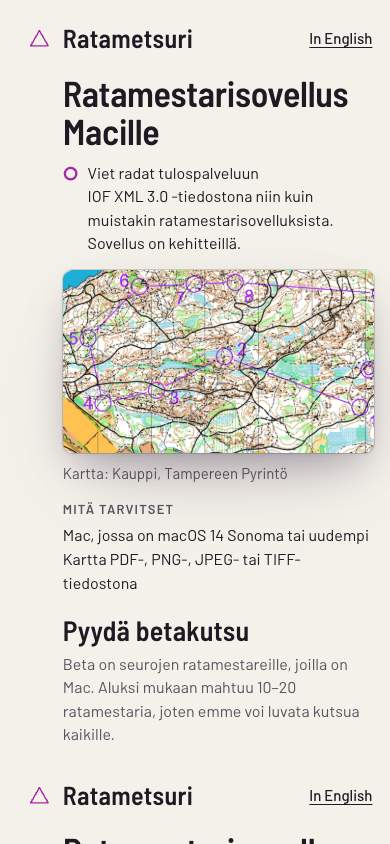 Ratametsuri
In English
Ratamestarisovellus
Macille
Viet radat tulospalveluun
IOF XML 3.0 -tiedostona niin kuin
muistakin ratamestarisovelluksista.
Sovellus on kehitteillä.
6
7
8
5
2
4
3
Kartta: Kauppi, Tampereen Pyrintö
MITÄ TARVITSET
Mac, jossa on macOS 14 Sonoma tai uudempi
Kartta PDF-, PNG-, JPEG- tai TIFF-
tiedostona
Pyydä betakutsu
Beta on seurojen ratamestareille, joilla on
Mac. Aluksi mukaan mahtuu 10–20
ratamestaria, joten emme voi luvata kutsua
kaikille.
Ratametsuri
In English